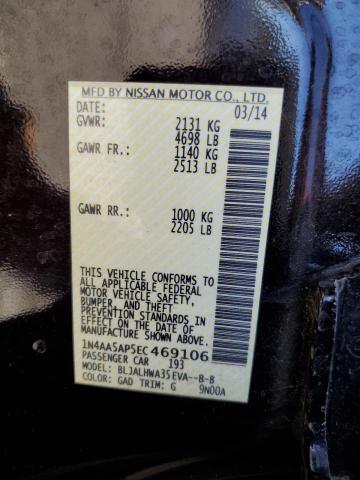 MFD BY NISSAN MOTOR CO., LTD.
DATE: 03/14
GVWR: 2131 KG
4698 LB
GAWR FR.: 1140 KG
2513 LB
GAWR RR.: 1000 KG
2205 LB
THIS VEHICLE CONFORMS TO
ALL APPLICABLE FEDERAL
MOTOR VEHICLE SAFETY,
BUMPER, AND THEFT
PREVENTION STANDARDS IN
EFFECT ON THE DATE OF
MANUFACTURE SHOWN ABOVE.
1N4AA5AP5EC469106
PASSENGER CAR 193
MODEL: BLJALHWA35EVA--B-B
COLOR: GAD TRIM: G 9N00A